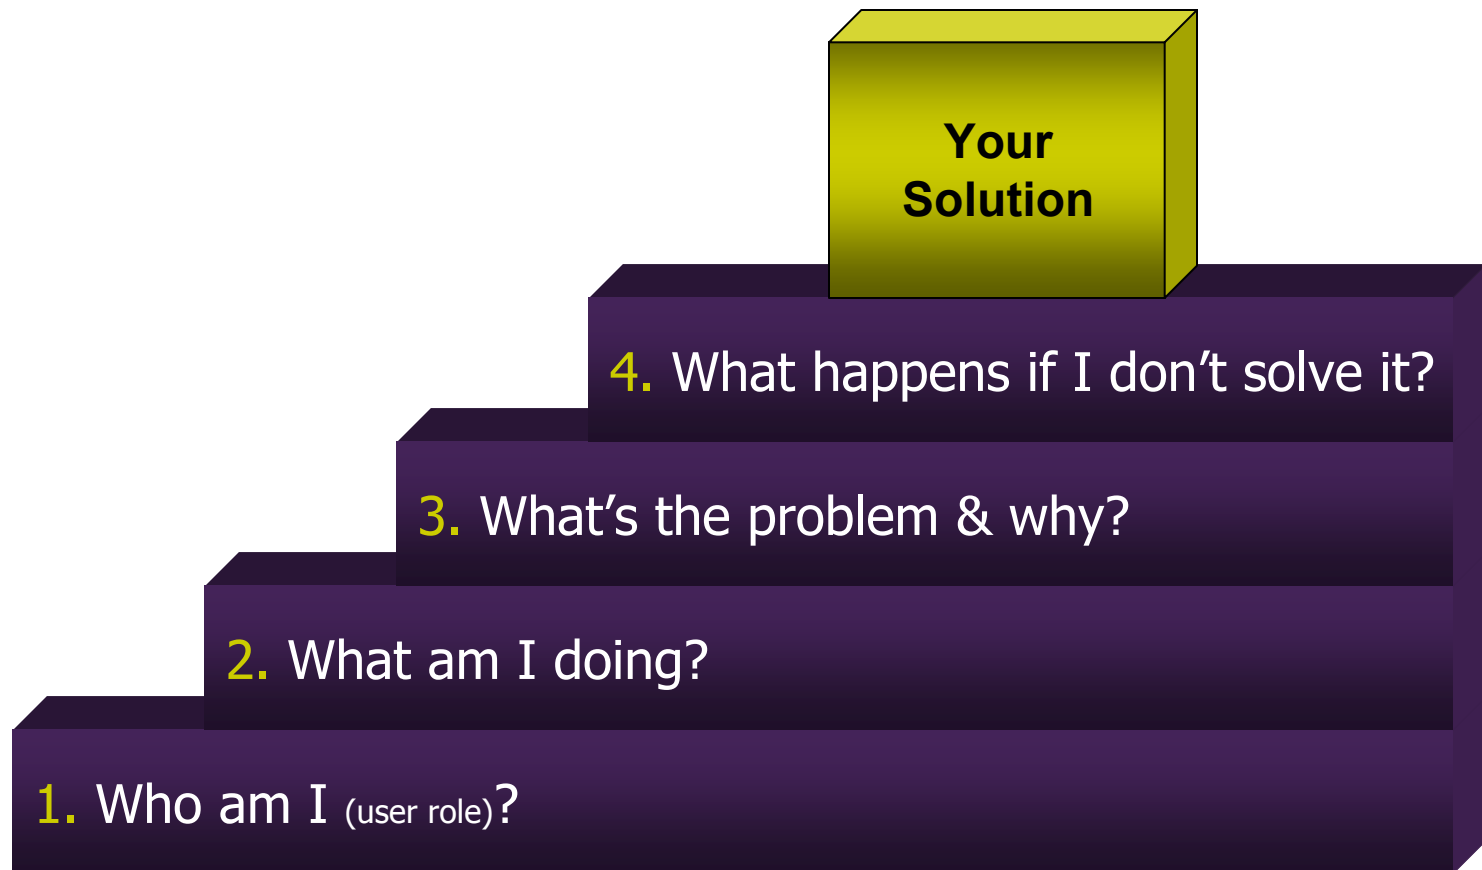 Your
Solution
4. What happens if I don’t solve it?
3. What’s the problem & why?
2. What am I doing?
1. Who am I (user role)?